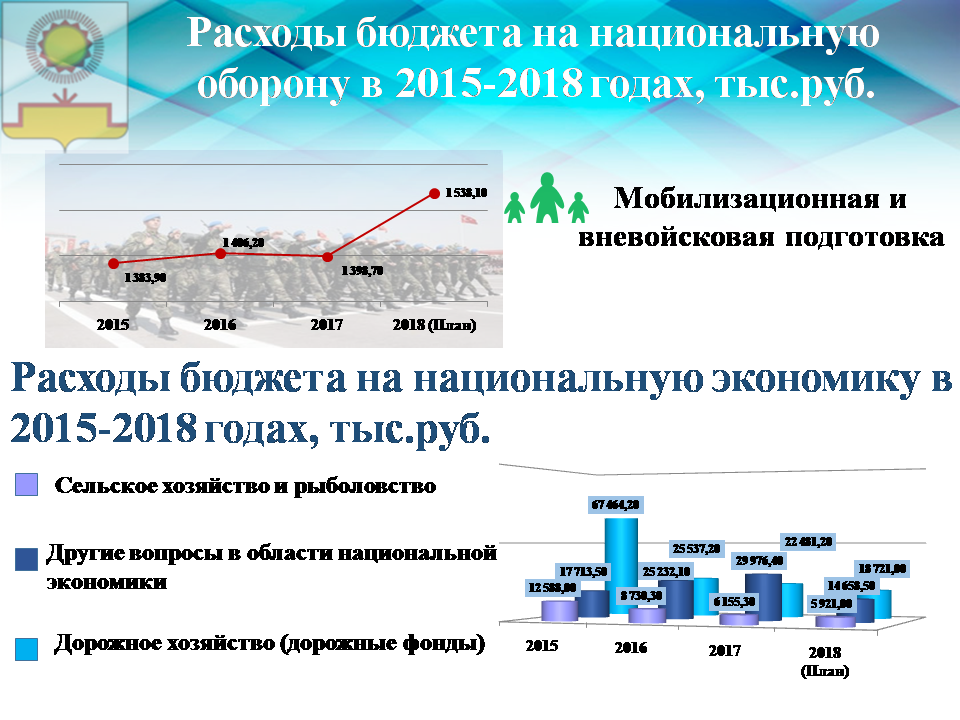 Расходы бюджета на национальную
оборону в 2015-2018 годах, тыс.руб.
1 538,10
1 406,20
1 383,90
1 398,70
2015 2016 2017 2018 (План)
Мобилизационная и
вневойсковая подготовка
Расходы бюджета на национальную экономику в
2015-2018 годах, тыс.руб.
Сельское хозяйство и рыболовство
Другие вопросы в области национальной
экономики
Дорожное хозяйство (дорожные фонды)
67 464,20
25 537,20
22 481,20
17 713,50
25 232,10
29 976,40
18 721,00
12 588,00
8 730,30
6 155,30
14 658,50
5 921,00
2015 2016 2017 2018
(План)